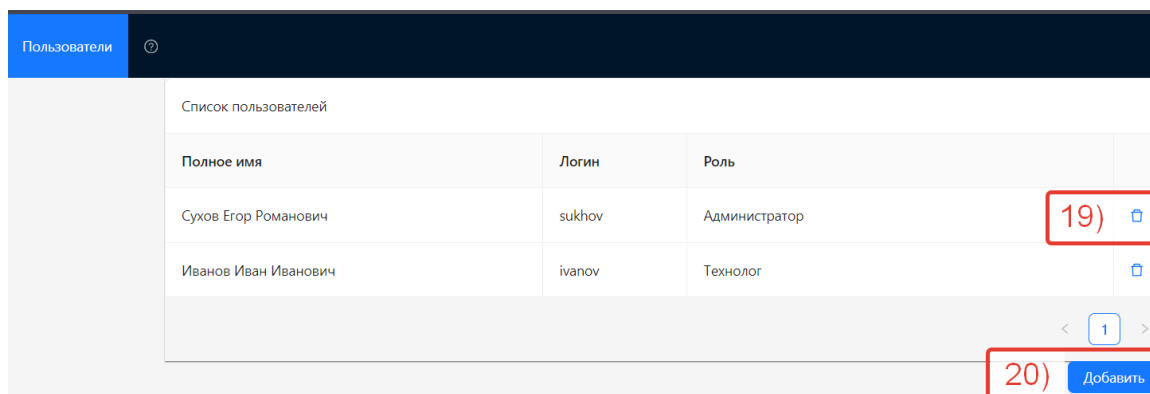 Пользователи
Список пользователей
Полное имя Логин Роль
Сухов Егор Романович sukhov Администратор 19)
Иванов Иван Иванович ivanov Технолог
< 1 >
20) Добавить